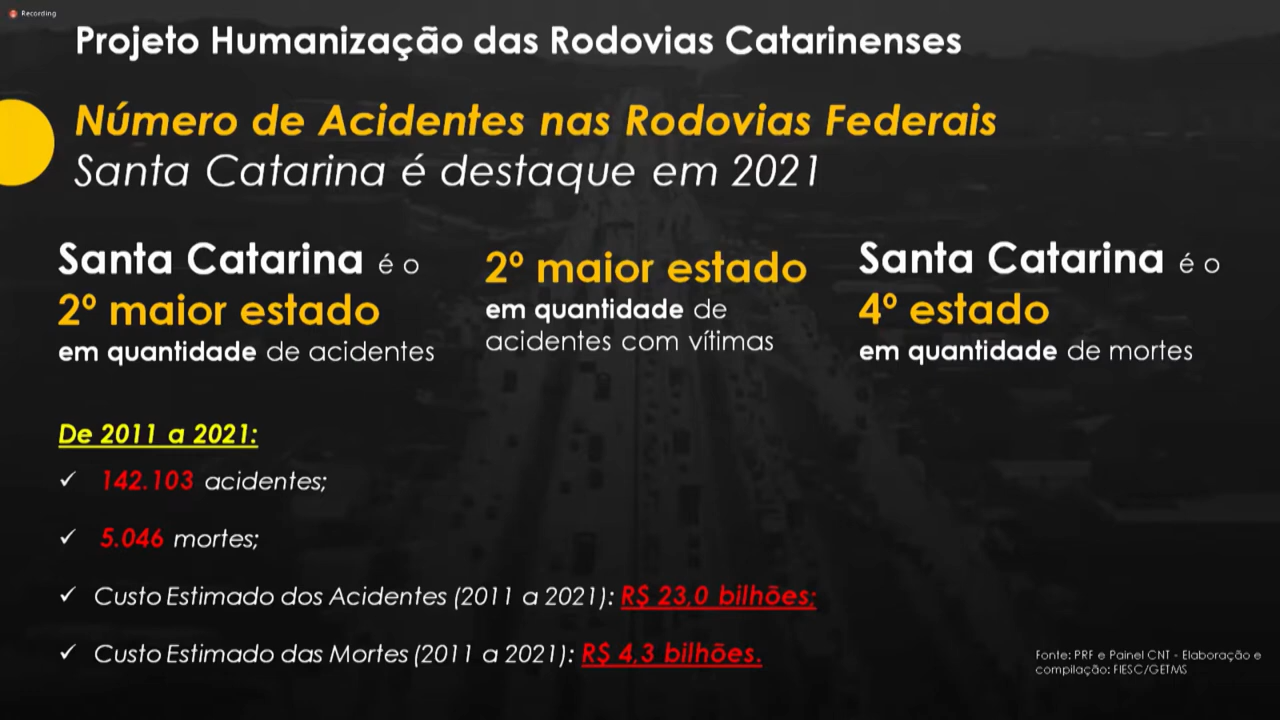 Recording
Projeto Humanização das Rodovias Catarinenses
Número de Acidentes nas Rodovias Federais
Santa Catarina é destaque em 2021
Santa Catarina é o
2º maior estado
em quantidade de acidentes
2º maior estado
em quantidade de
acidentes com vítimas
Santa Catarina é o
4º estado
em quantidade de mortes
De 2011 a 2021:
✓ 142.103 acidentes;
✓ 5.046 mortes;
✓ Custo Estimado dos Acidentes (2011 a 2021): R$ 23,0 bilhões;
✓ Custo Estimado das Mortes (2011 a 2021): R$ 4,3 bilhões.
Fonte: PRF e Painel CNT - Elaboração e
compilação: FIESC/GETMS